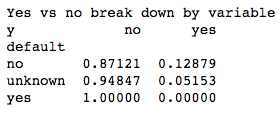 Yes vs no break down by variable
y no yes
default
no 0.87121 0.12879
unknown 0.94847 0.05153
yes 1.00000 0.00000